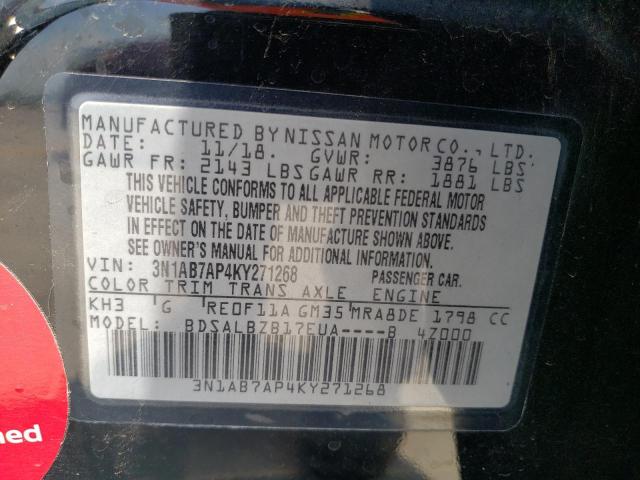 MANUFACTURED BY NISSAN MOTOR CO., LTD.
DATE: 11/18. GVWR: 3876 LBS.
GAWR FR: 2143 LBS GAWR RR: 1881 LBS
THIS VEHICLE CONFORMS TO ALL APPLICABLE FEDERAL MOTOR
VEHICLE SAFETY, BUMPER AND THEFT PREVENTION STANDARDS
IN EFFECT ON THE DATE OF MANUFACTURE SHOWN ABOVE.
SEE OWNER'S MANUAL FOR ADDITIONAL INFORMATION.
VIN: 3N1AB7AP4KY271268 PASSENGER CAR.
COLOR TRIM TRANS AXLE ENGINE
KH3 G RE0F11A GM35 MRA8DE 1798 CC
MODEL: BDSALBZB17EUA----B 4Z000
3N1AB7AP4KY271268
ned